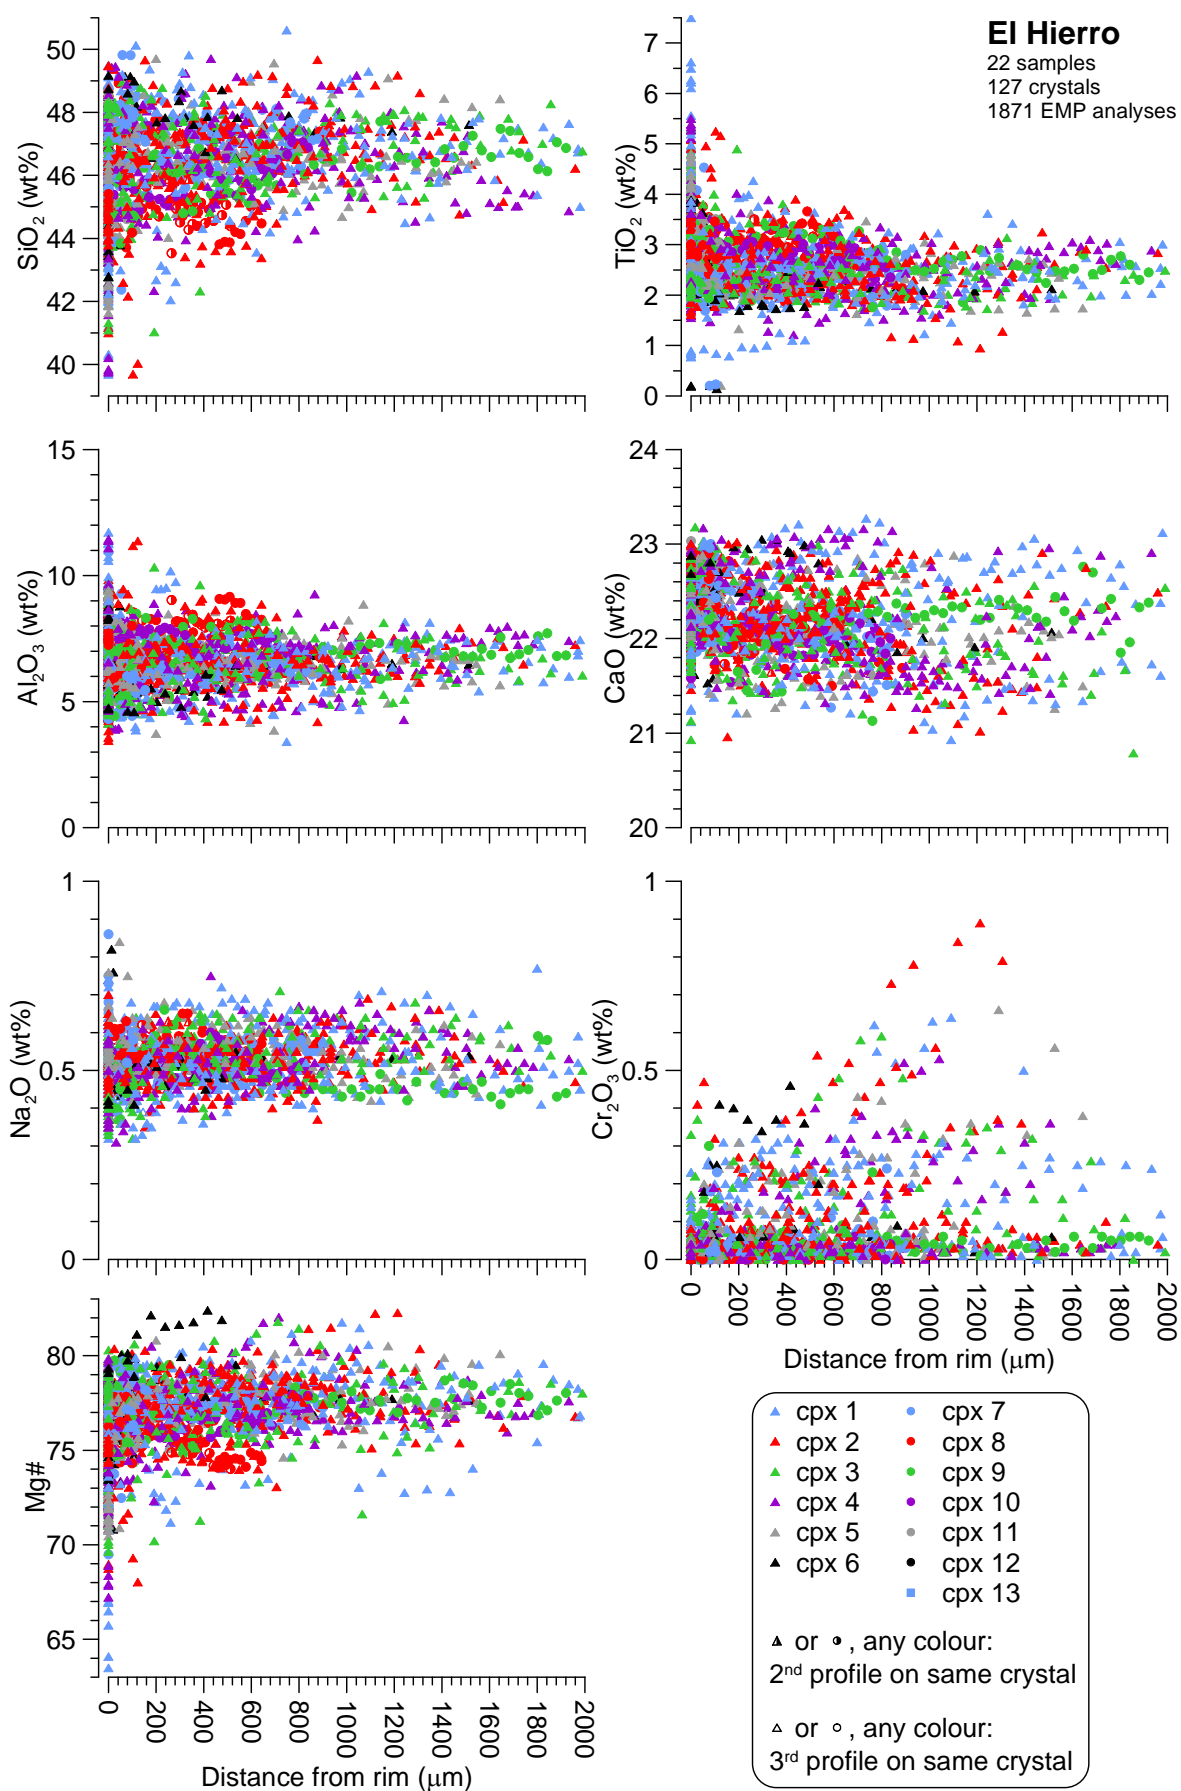 El Hierro
22 samples
127 crystals
1871 EMP analyses
SiO2 (wt%)
50
48
46
44
42
40
TiO2 (wt%)
7
6
5
4
3
2
1
0
Al2O3 (wt%)
15
10
5
0
CaO (wt%)
24
23
22
21
20
Na2O (wt%)
1
0.5
0
Cr2O3 (wt%)
1
0.5
0
0 200 400 600 800 1000 1200 1400 1600 1800 2000
Distance from rim (μm)
Mg#
80
75
70
65
0 200 400 600 800 1000 1200 1400 1600 1800 2000
Distance from rim (μm)
cpx 1 cpx 7
cpx 2 cpx 8
cpx 3 cpx 9
cpx 4 cpx 10
cpx 5 cpx 11
cpx 6 cpx 12
cpx 13
or , any colour:
2nd profile on same crystal
or , any colour:
3rd profile on same crystal